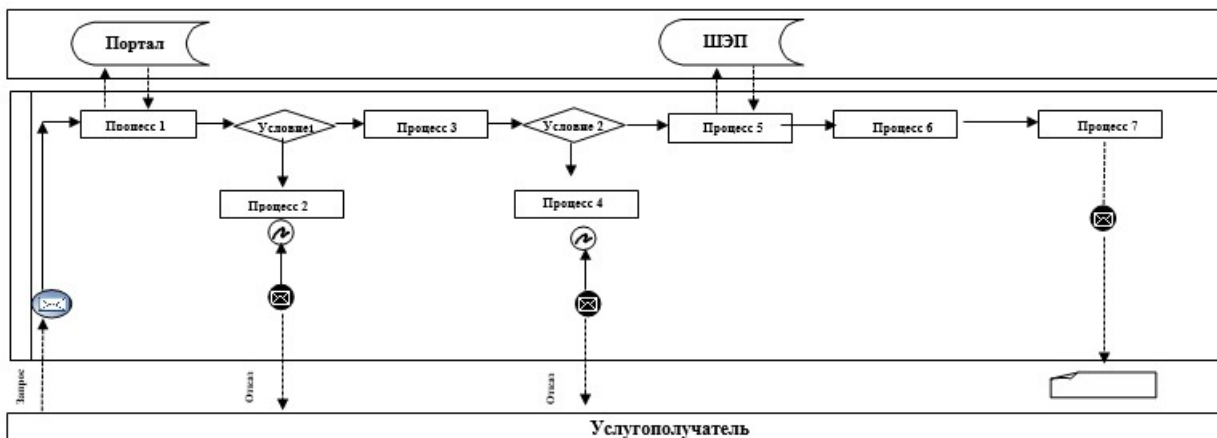 Портал
ШЭП
Процесс 1
Условие1
Процесс 3
Условие 2
Процесс 5
Процесс 6
Процесс 7
Процесс 2
Процесс 4
Запрос
Отказ
Отказ
Услугополучатель